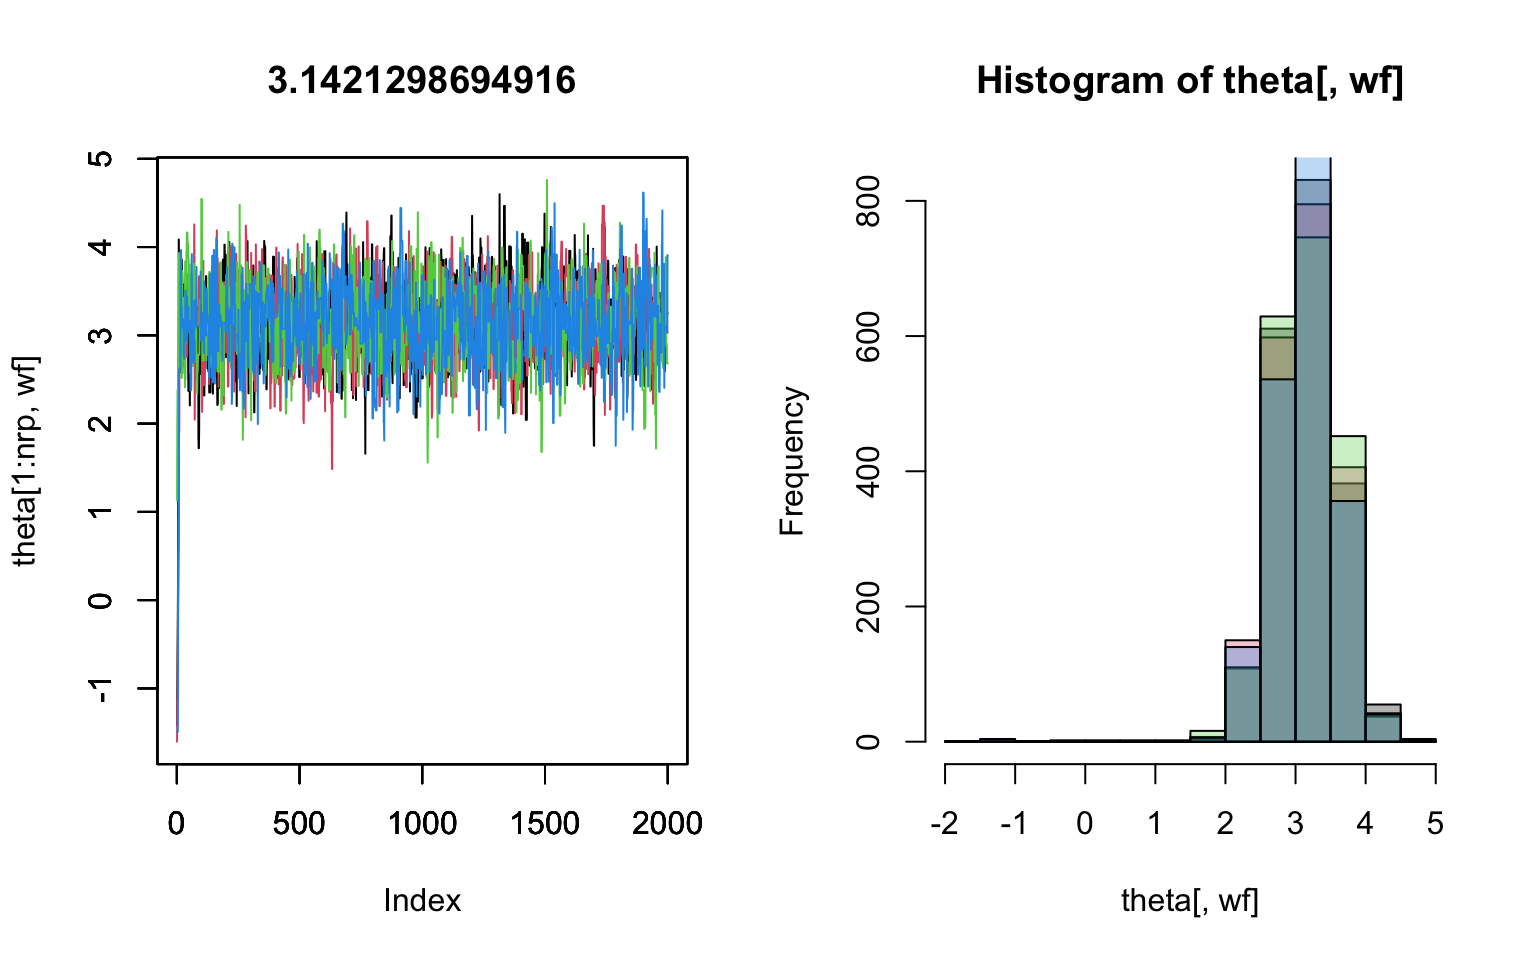 3.1421298694916
theta[1:nrp, wf]
5
4
3
2
1
0
-1
0 500 1000 1500 2000
Index
Histogram of theta[, wf]
Frequency
800
600
400
200
0
-2 -1 0 1 2 3 4 5
theta[, wf]